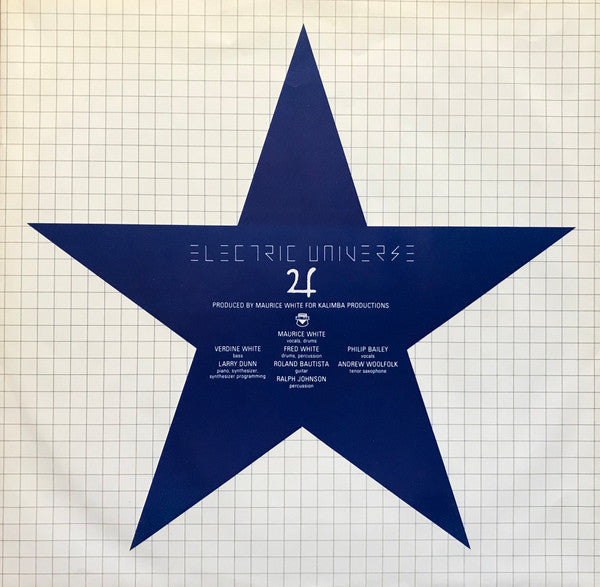 ELECTRIC UNIVERSE
PRODUCED BY MAURICE WHITE FOR KALIMBA PRODUCTIONS
MAURICE WHITE
vocals, drums
VERDINE WHITE
bass
LARRY DUNN
piano, synthesizer,
synthesizer programming
FRED WHITE
drums, percussion
ROLAND BAUTISTA
guitar
RALPH JOHNSON
percussion
PHILIP BAILEY
vocals
ANDREW WOOLFOLK
tenor saxophone